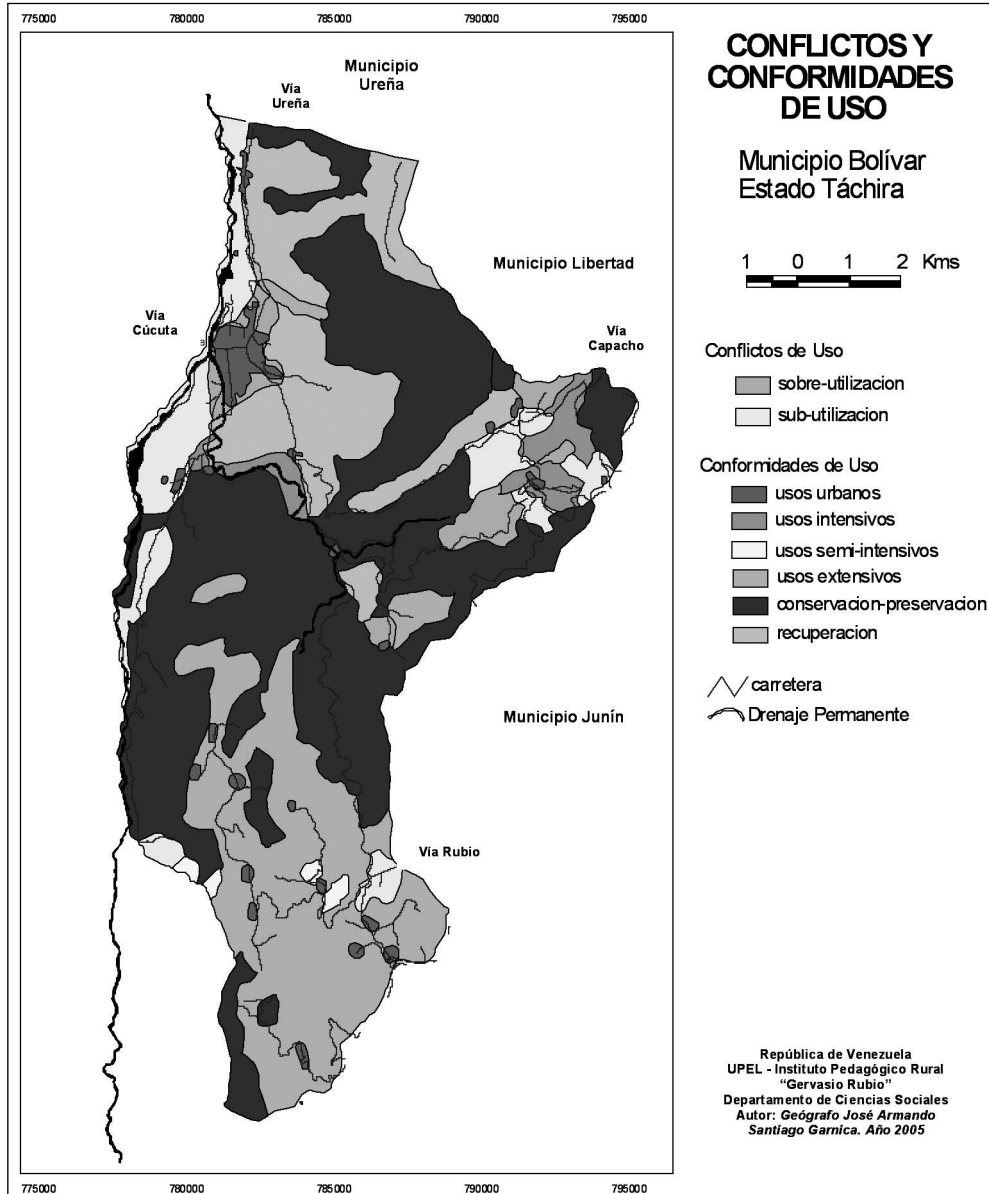 775000 780000 785000 790000 795000
Municipio
Ureña
Vía
Ureña
Municipio Libertad
Vía
Cúcuta
Vía
Capacho
Municipio Junín
Vía Rubio
775000 780000 785000 790000 795000
CONFLICTOS Y
CONFORMIDADES
DE USO
Municipio Bolívar
Estado Táchira
1 0 1 2 Kms
Conflictos de Uso
sobre-utilizacion
sub-utilizacion
Conformidades de Uso
usos urbanos
usos intensivos
usos semi-intensivos
usos extensivos
conservacion-preservacion
recuperacion
carretera
Drenaje Permanente
República de Venezuela
UPEL - Instituto Pedagógico Rural
“Gervasio Rubio”
Departamento de Ciencias Sociales
Autor: Geógrafo José Armando
Santiago Garnica. Año 2005